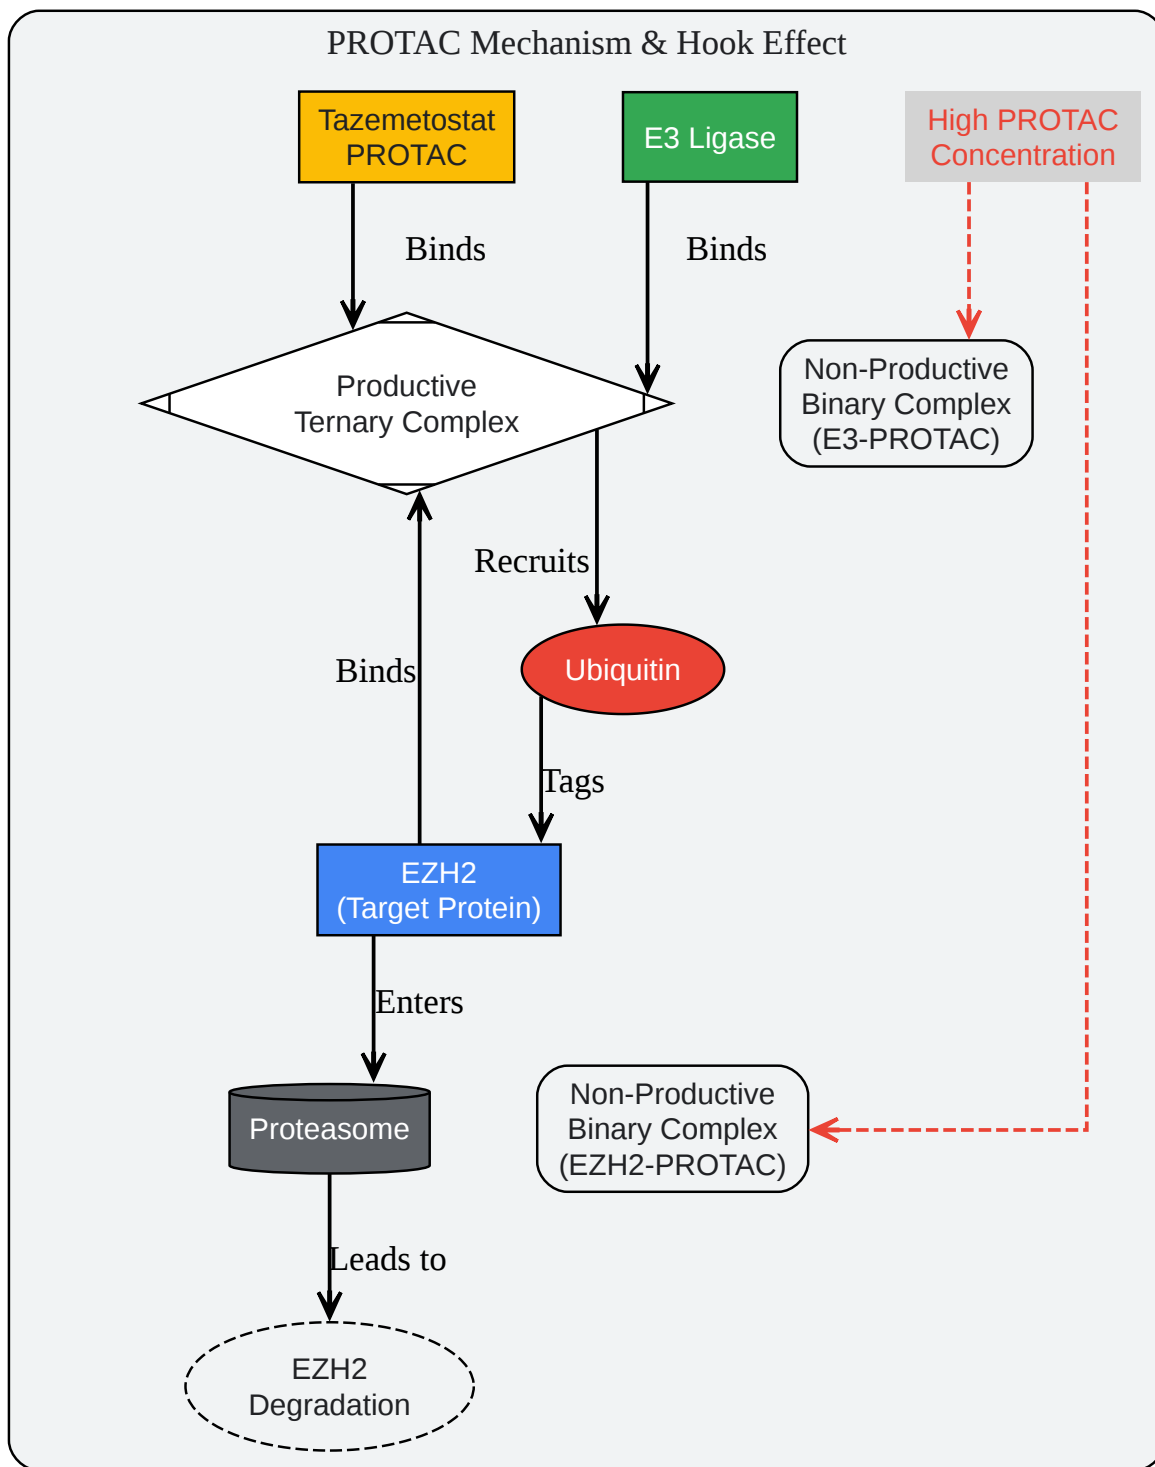 PROTAC Mechanism & Hook Effect
Tazemetostat
PROTAC
E3 Ligase
High PROTAC
Concentration
Binds
Binds
Productive
Ternary Complex
Non-Productive
Binary Complex
(E3-PROTAC)
Recruits
Binds
Ubiquitin
Tags
EZH2
(Target Protein)
Enters
Proteasome
Non-Productive
Binary Complex
(EZH2-PROTAC)
Leads to
EZH2
Degradation